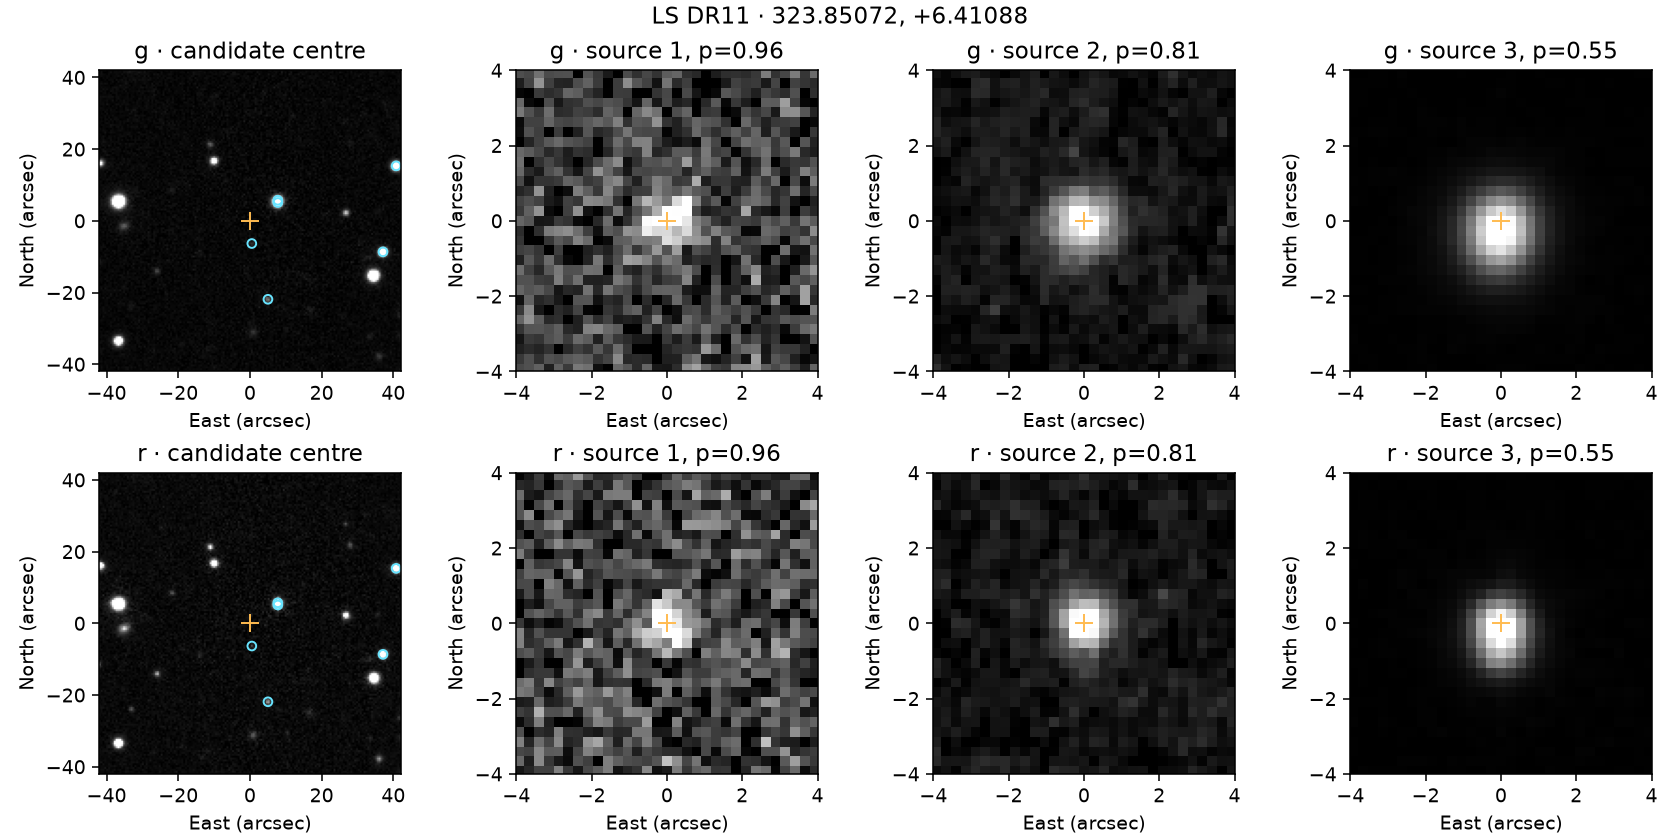 LS DR11 · 323.85072, +6.41088
g · candidate centre
g · source 1, p=0.96
g · source 2, p=0.81
g · source 3, p=0.55
North (arcsec)
40
20
0
−20
−40
−40 −20 0 20 40
East (arcsec)
North (arcsec)
4
2
0
−2
−4
−4 −2 0 2 4
East (arcsec)
North (arcsec)
4
2
0
−2
−4
−4 −2 0 2 4
East (arcsec)
North (arcsec)
4
2
0
−2
−4
−4 −2 0 2 4
East (arcsec)
r · candidate centre
r · source 1, p=0.96
r · source 2, p=0.81
r · source 3, p=0.55
North (arcsec)
40
20
0
−20
−40
−40 −20 0 20 40
East (arcsec)
North (arcsec)
4
2
0
−2
−4
−4 −2 0 2 4
East (arcsec)
North (arcsec)
4
2
0
−2
−4
−4 −2 0 2 4
East (arcsec)
North (arcsec)
4
2
0
−2
−4
−4 −2 0 2 4
East (arcsec)